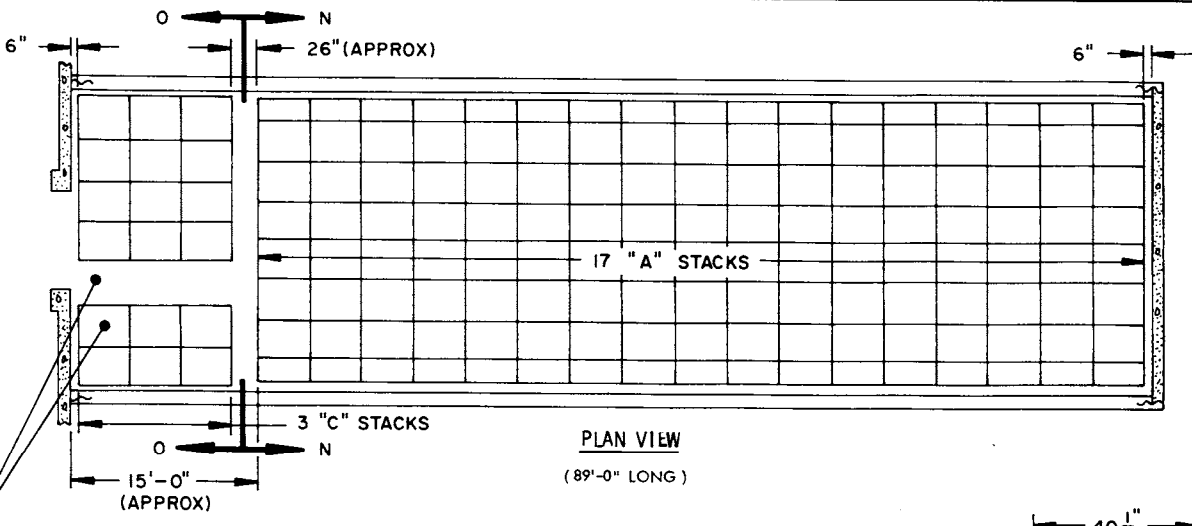 O N
6" 26" (APPROX) 6"
17 "A" STACKS
3 "C" STACKS
O N
PLAN VIEW
(89'-0" LONG)
15'-0"
(APPROX)